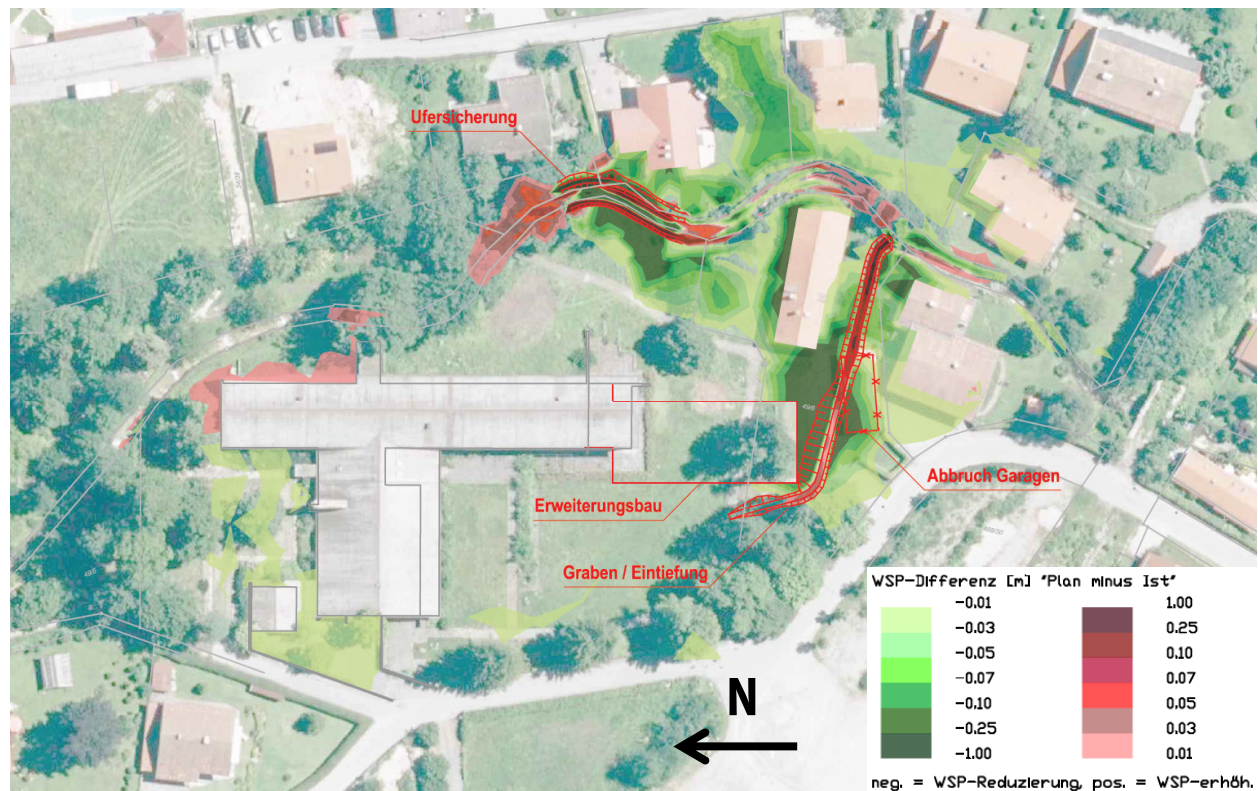 Ufersicherung
Erweiterungsbau
Abbruch Garagen
Graben / Eintiefung
N
WSP-Differenz [m] "Plan minus Ist"
-0.01 1.00
-0.03 0.25
-0.05 0.10
-0.07 0.07
-0.10 0.05
-0.25 0.03
-1.00 0.01
neg. = WSP-Reduzierung, pos. = WSP-erhöh.